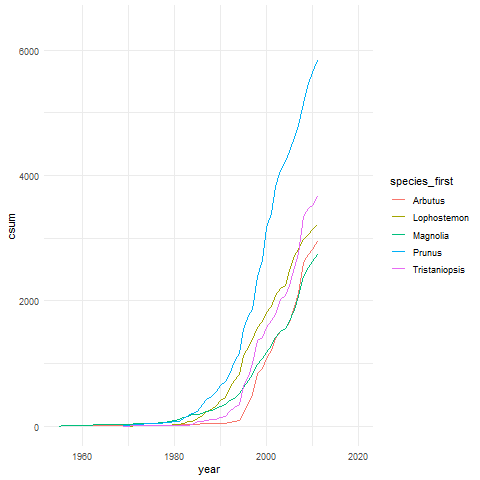 6000
4000
2000
0
csum
1960
1980
2000
2020
year
species_first
Arbutus
Lophostemon
Magnolia
Prunus
Tristaniopsis